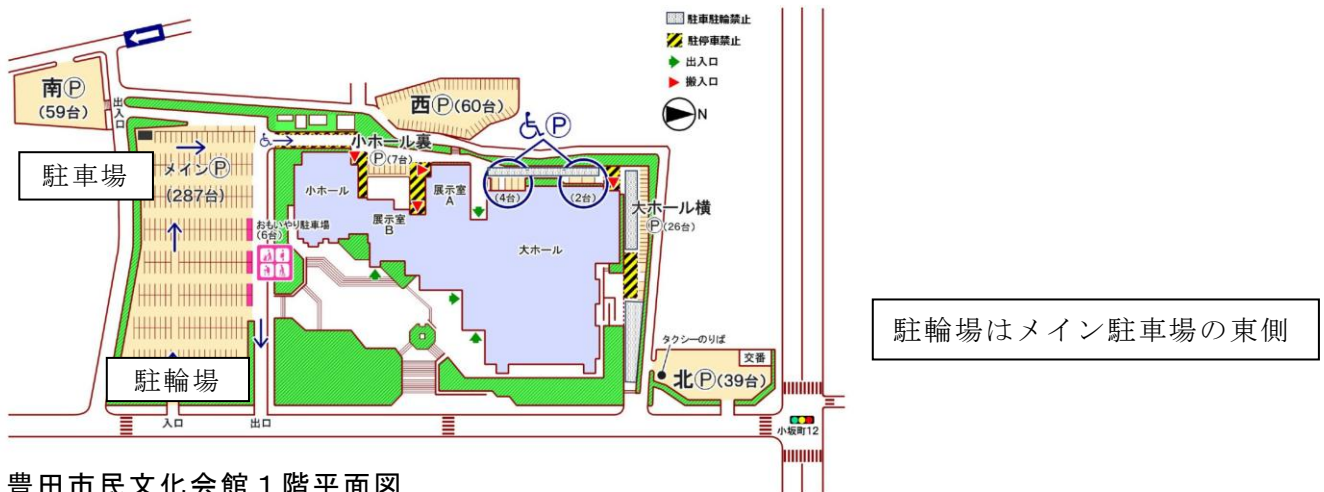 駐車駐輪禁止
駐停車禁止
出入口
搬入口
N
南Ⓟ
(59台)
出入口
西Ⓟ(60台)
Ⓟ
小ホール裏
Ⓟ(7台)
駐車場
メインⓅ
(287台)
小ホール
展示室
A
展示室
B
(4台)
(2台)
大ホール横
Ⓟ(26台)
おもいやり駐車場
(6台)
大ホール
駐輪場はメイン駐車場の東側
タクシーのりば
交番
北Ⓟ(39台)
駐輪場
入口
出口
小坂町12
豊田市民文化会館1階平面図